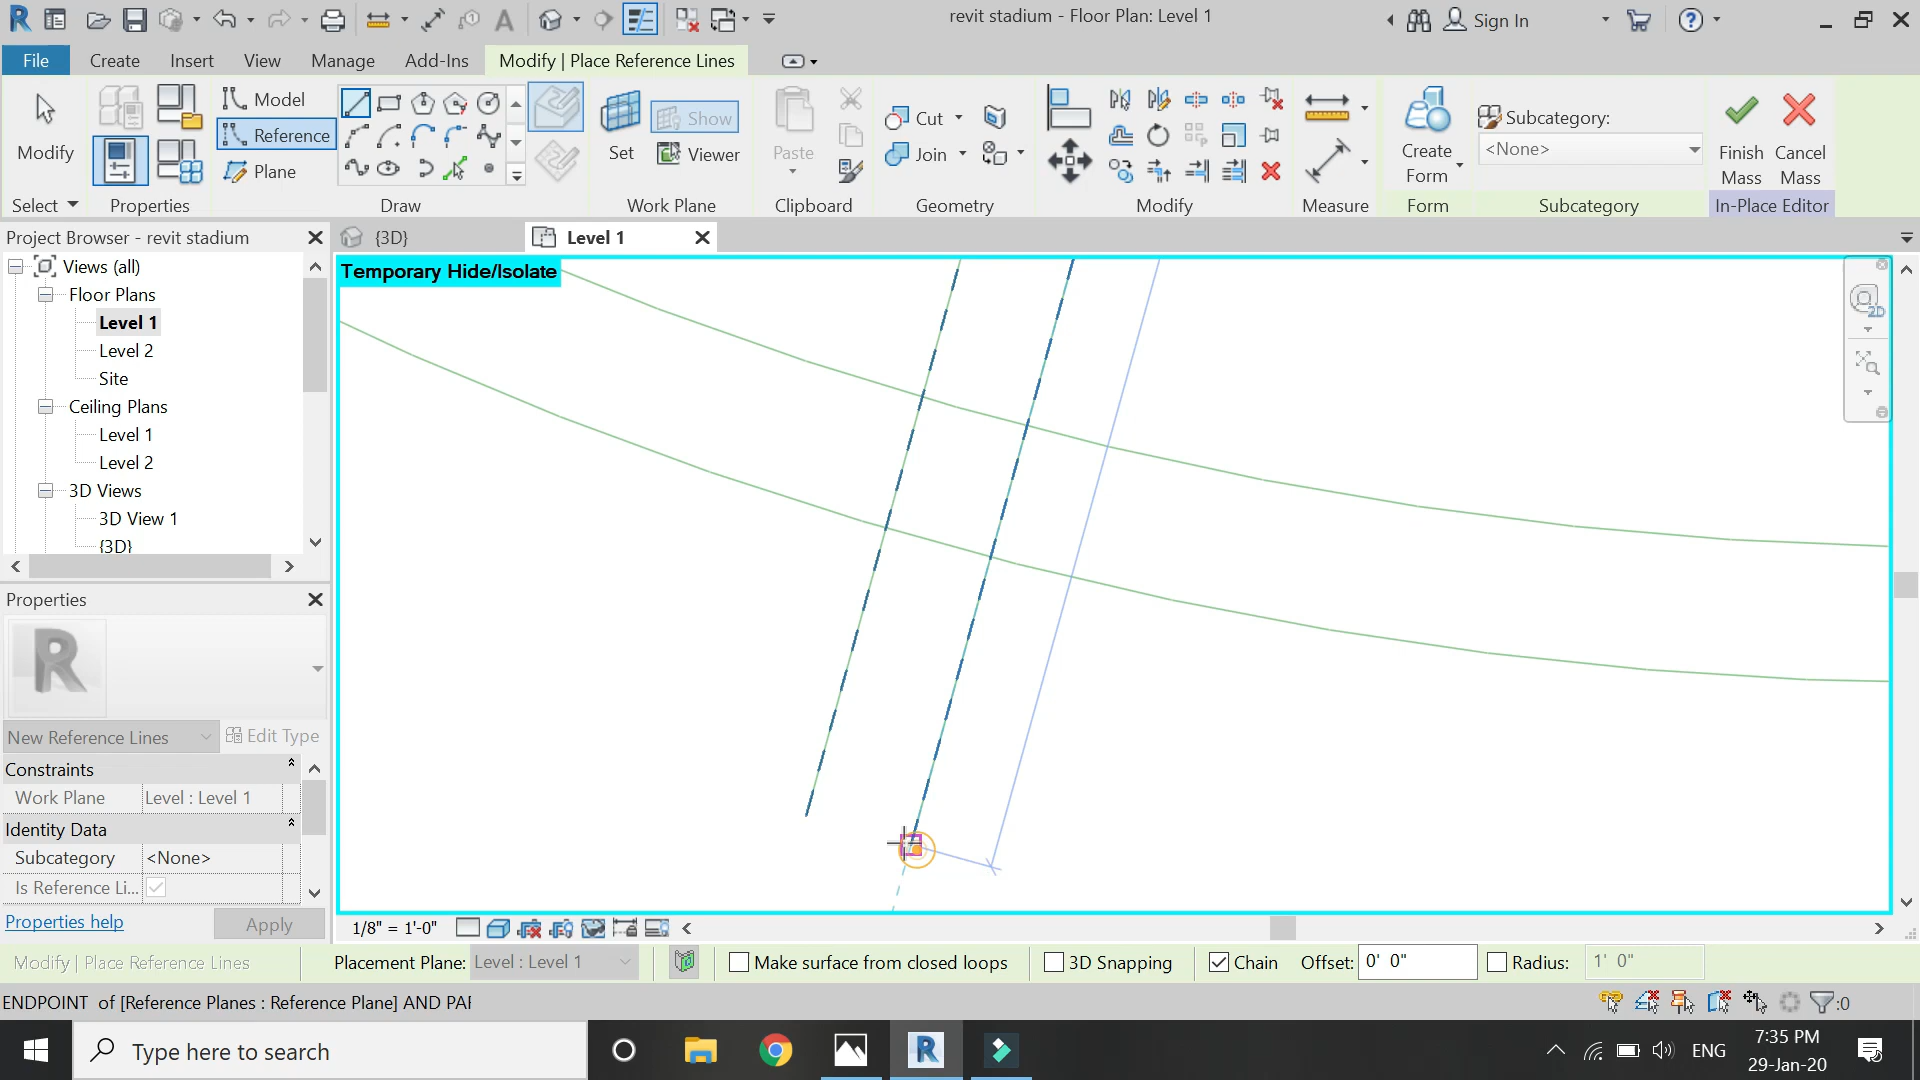 revit stadium - Floor Plan: Level 1
Sign In
File
Create
Insert
View
Manage
Add-Ins
Modify | Place Reference Lines
Modify
Model
Reference
Plane
Set
Show
Viewer
Paste
Cut
Join
Create
Form
Subcategory:
<None>
Finish
Mass
Cancel
Mass
Select
Properties
Draw
Work Plane
Clipboard
Geometry
Modify
Measure
Form
Subcategory
In-Place Editor
Project Browser - revit stadium
{3D}
Level 1
Views (all)
Floor Plans
Level 1
Level 2
Site
Ceiling Plans
Level 1
Level 2
3D Views
3D View 1
{3D}
Temporary Hide/Isolate
2D
Properties
R
New Reference Lines
Edit Type
Constraints
Work Plane
Level : Level 1
Identity Data
Subcategory
<None>
Is Reference Li...
Properties help
Apply
1/8" = 1'-0"
Modify | Place Reference Lines
Placement Plane:
Level : Level 1
Make surface from closed loops
3D Snapping
Chain
Offset:
0' 0"
Radius:
1' 0"
ENDPOINT of [Reference Planes : Reference Plane] AND PAR
:0
Type here to search
R
ENG
7:35 PM
29-Jan-20